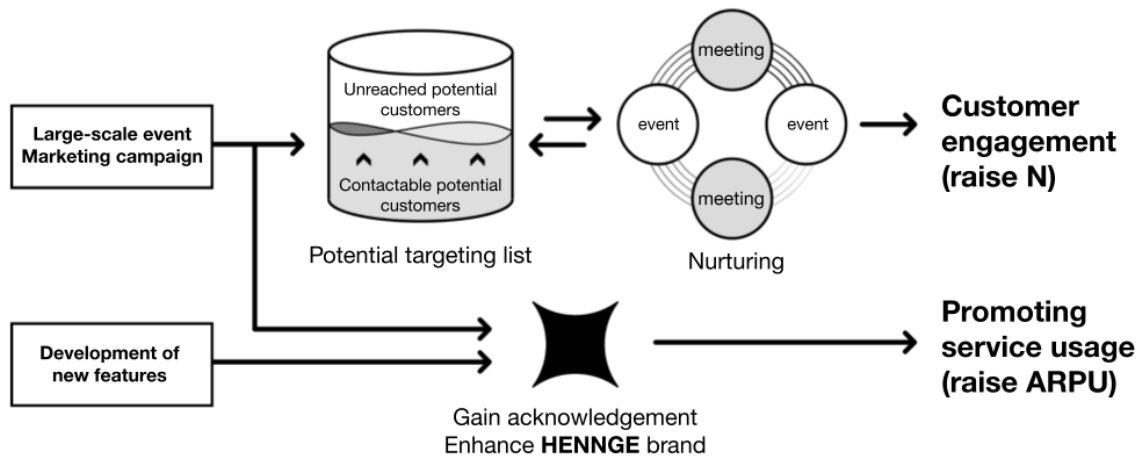 Large-scale event
Marketing campaign
Unreached potential
customers
Contactable potential
customers
Potential targeting list
meeting
event
event
meeting
Nurturing
Customer
engagement
(raise N)
Development of
new features
Gain acknowledgement
Enhance HENNGE brand
Promoting
service usage
(raise ARPU)